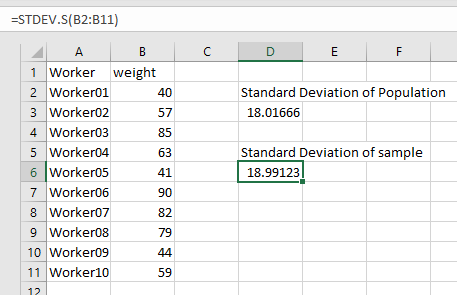 =STDEV.S(B2:B11)
A B C D E F
1 Worker weight
2 Worker01 40 Standard Deviation of Population
3 Worker02 57 18.01666
4 Worker03 85
5 Worker04 63 Standard Deviation of sample
6 Worker05 41 18.99123
7 Worker06 90
8 Worker07 82
9 Worker08 79
10 Worker09 44
11 Worker10 59
12